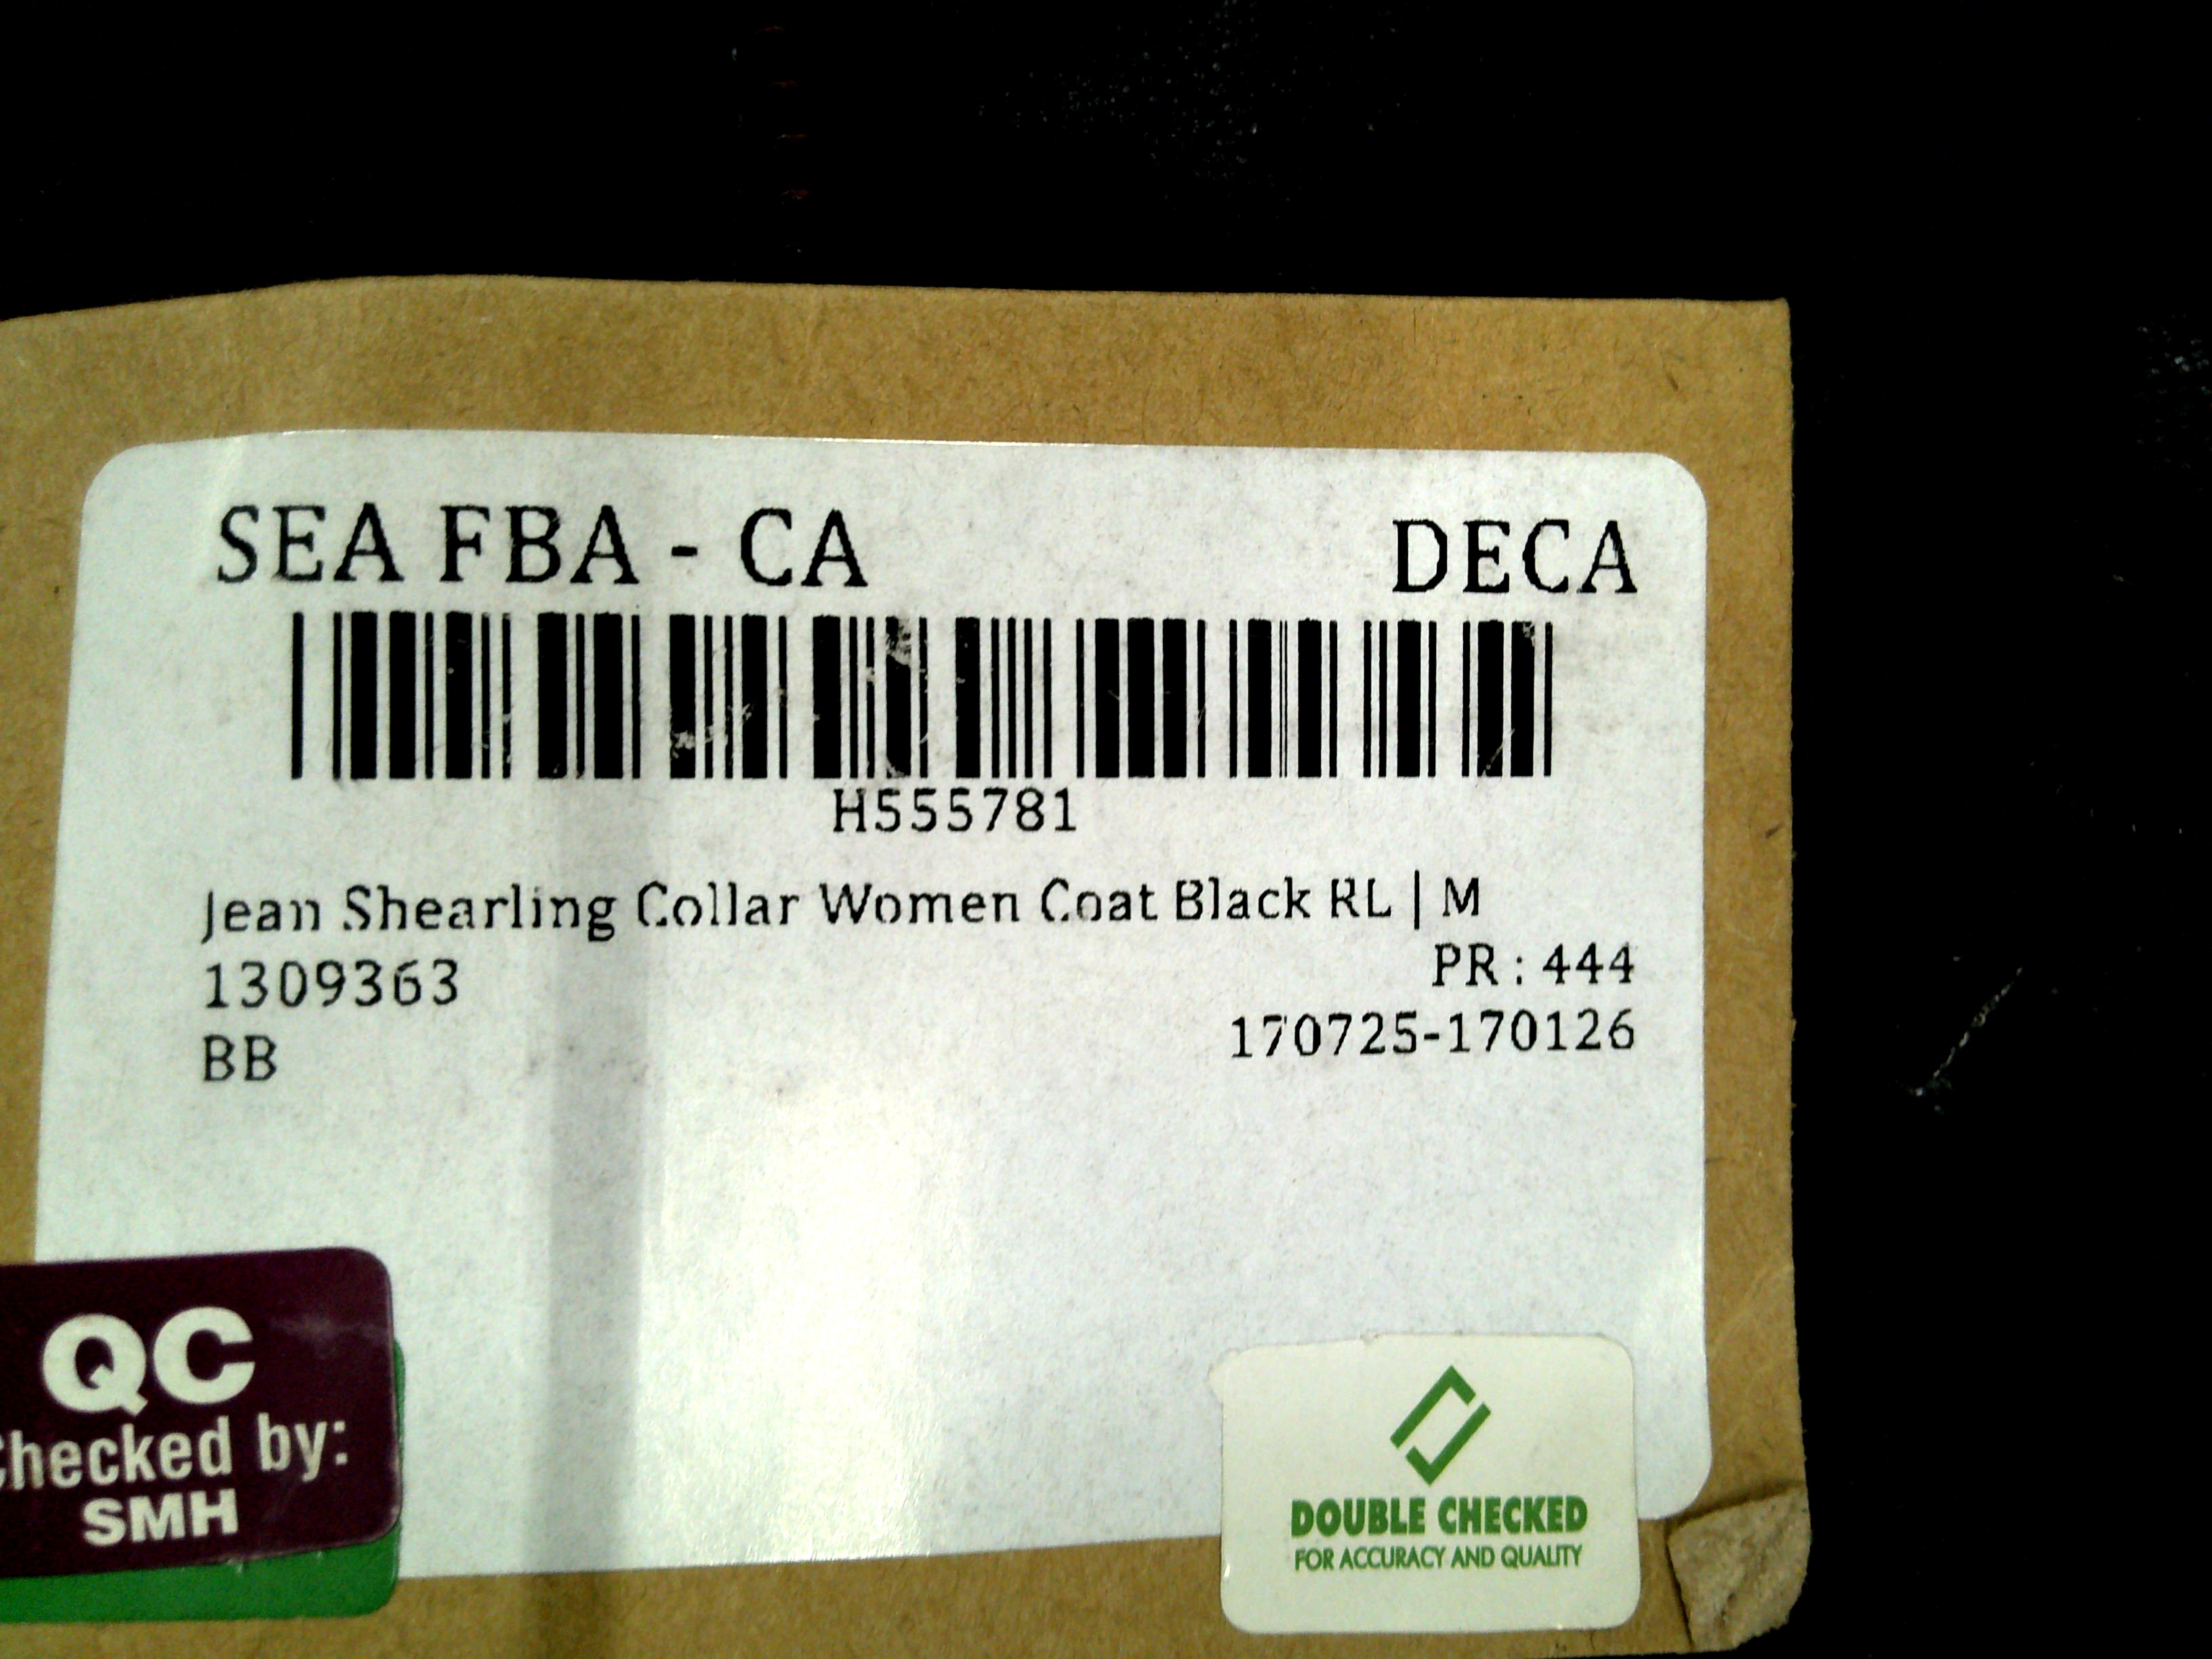 SEA FBA - CA DECA
H555781
Jean Shearling Collar Women Coat Black RL | M
1309363 PR : 444
BB 170725-170126
QC
Checked by:
SMH
DOUBLE CHECKED
FOR ACCURACY AND QUALITY